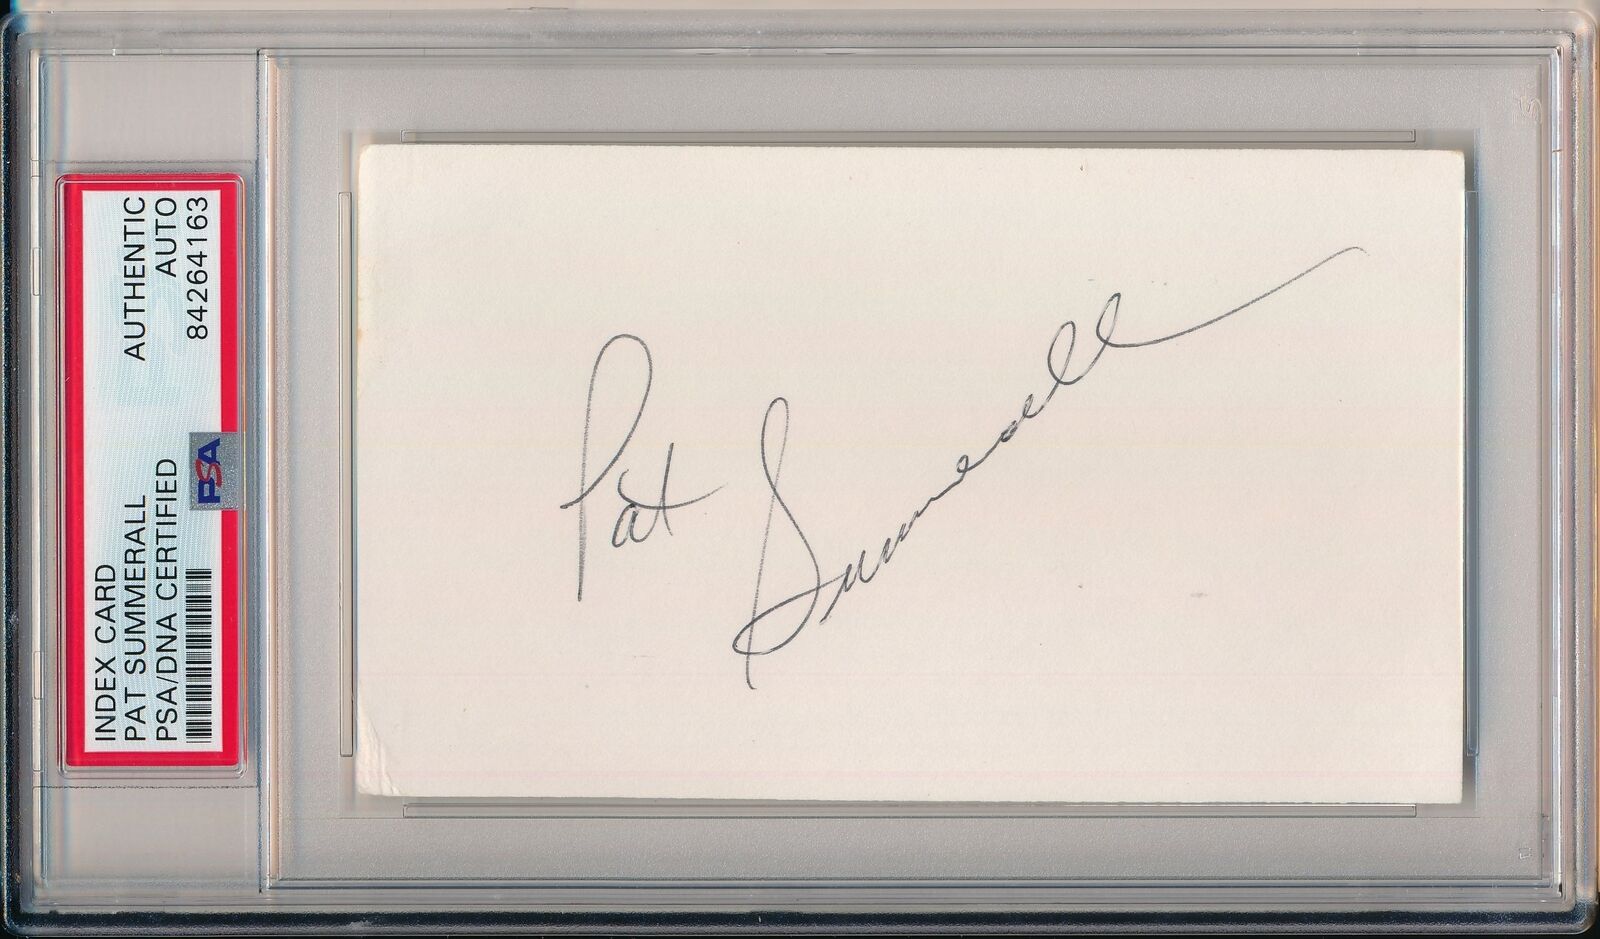 INDEX CARD AUTHENTIC
PAT SUMMERALL AUTO
PSA/DNA CERTIFIED 84264163
PSA
Pat Summerall